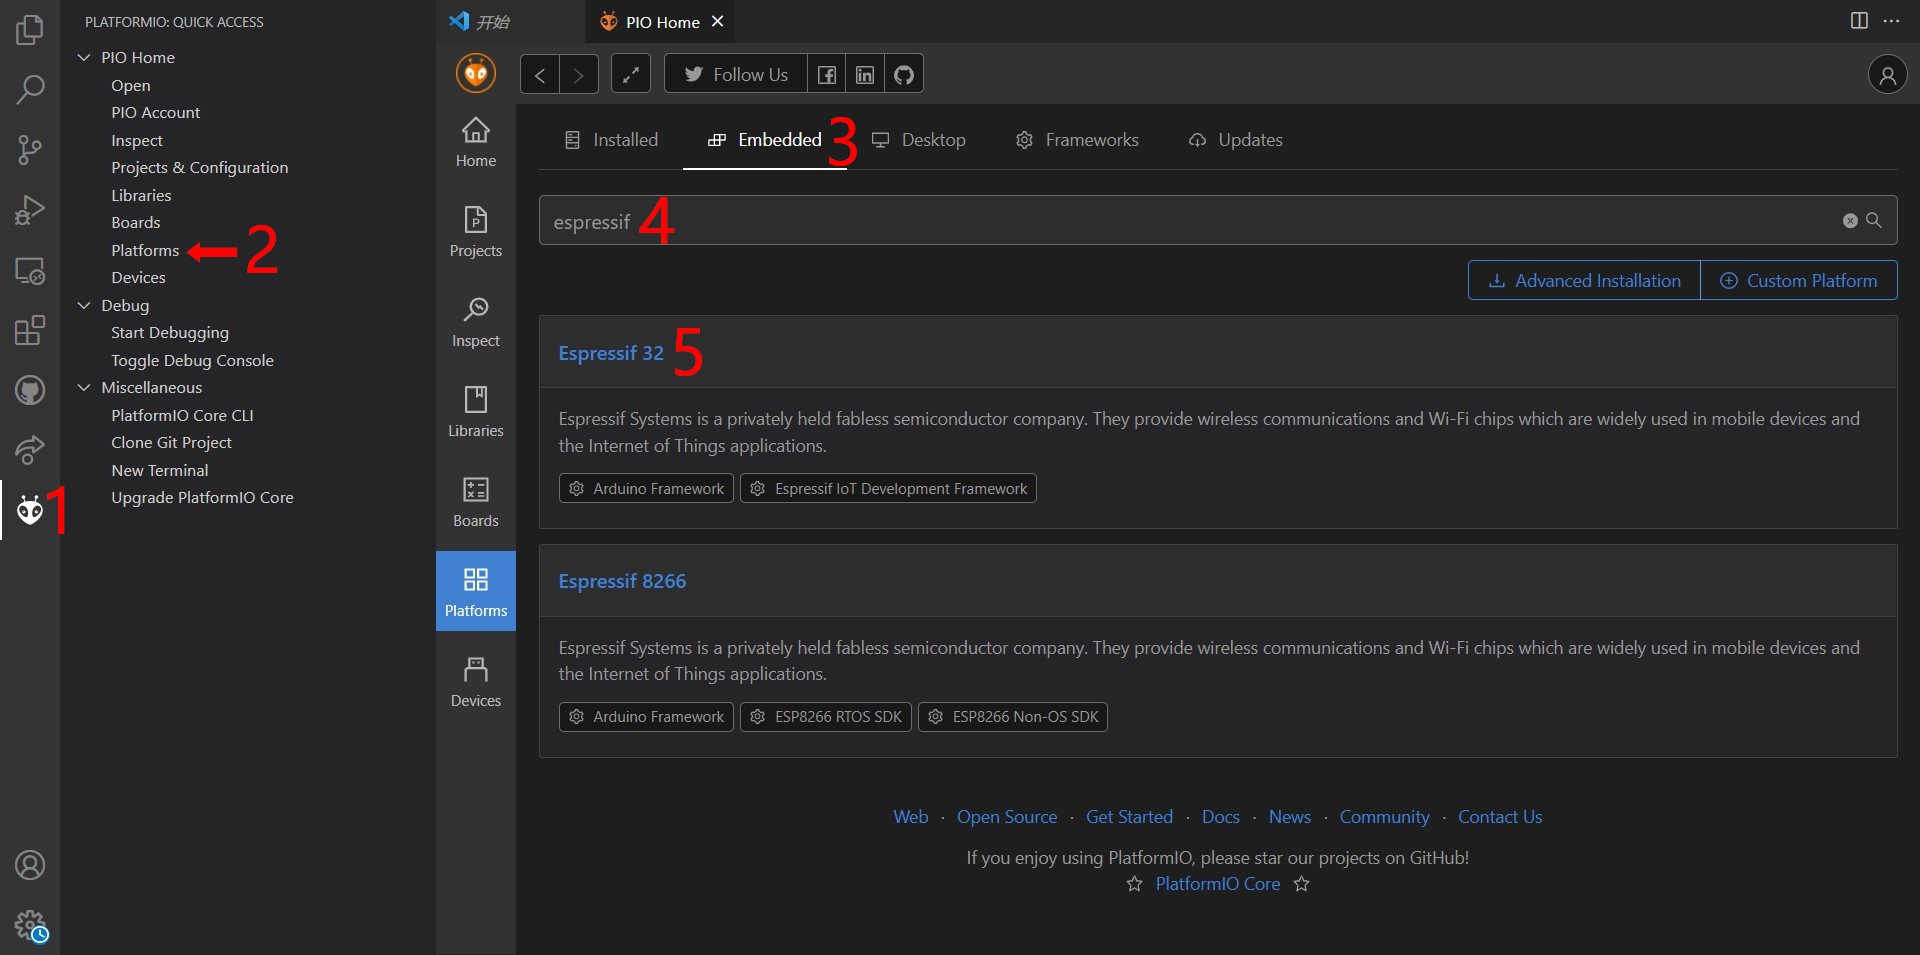 PLATFORMIO: QUICK ACCESS
PIO Home
Open
PIO Account
Inspect
Projects & Configuration
Libraries
Boards
Platforms 2
Devices
Debug
Start Debugging
Toggle Debug Console
Miscellaneous
PlatformIO Core CLI
Clone Git Project
New Terminal
Upgrade PlatformIO Core
1
开始
PIO Home
Follow Us
Home
Projects
Inspect
Libraries
Boards
Platforms
Devices
Installed Embedded 3 Desktop Frameworks Updates
espressif 4
Advanced Installation Custom Platform
Espressif 32 5
Espressif Systems is a privately held fabless semiconductor company. They provide wireless communications and Wi-Fi chips which are widely used in mobile devices and
the Internet of Things applications.
Arduino Framework Espressif IoT Development Framework
Espressif 8266
Espressif Systems is a privately held fabless semiconductor company. They provide wireless communications and Wi-Fi chips which are widely used in mobile devices and
the Internet of Things applications.
Arduino Framework ESP8266 RTOS SDK ESP8266 Non-OS SDK
Web · Open Source · Get Started · Docs · News · Community · Contact Us
If you enjoy using PlatformIO, please star our projects on GitHub!
PlatformIO Core